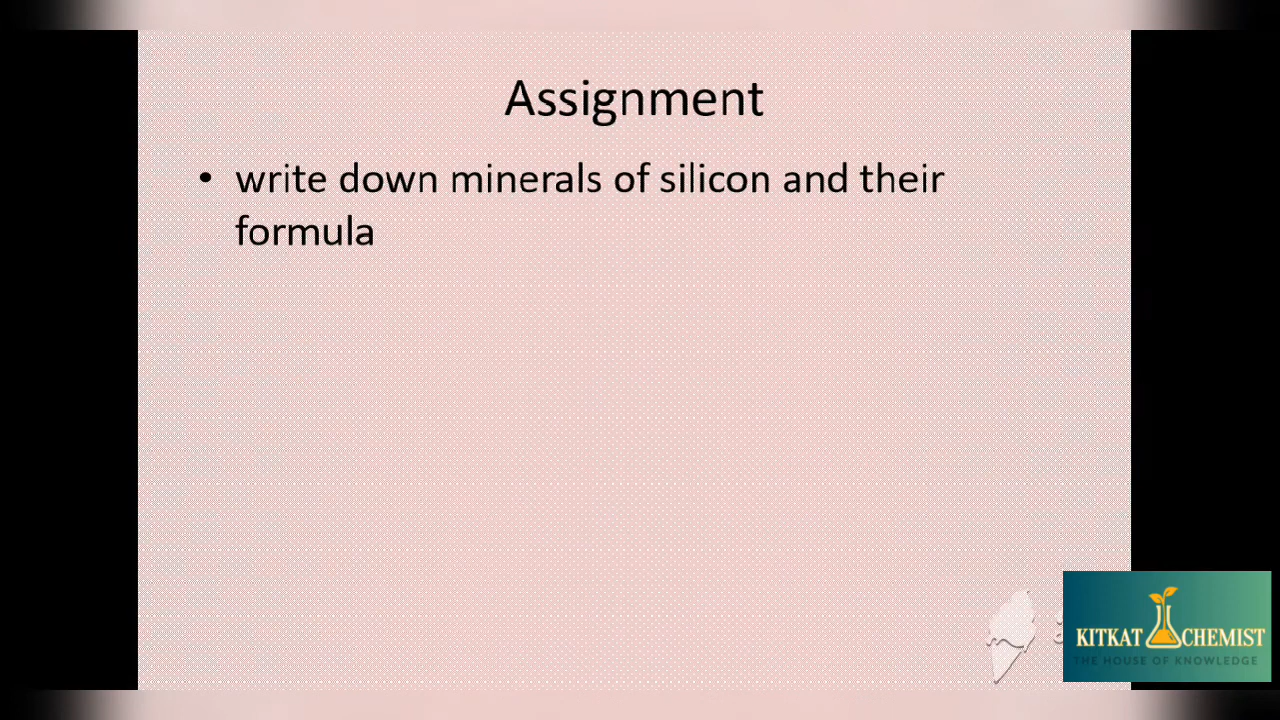 Assignment
• write down minerals of silicon and their
formula
KITKAT CHEMIST
THE HOUSE OF KNOWLEDGE